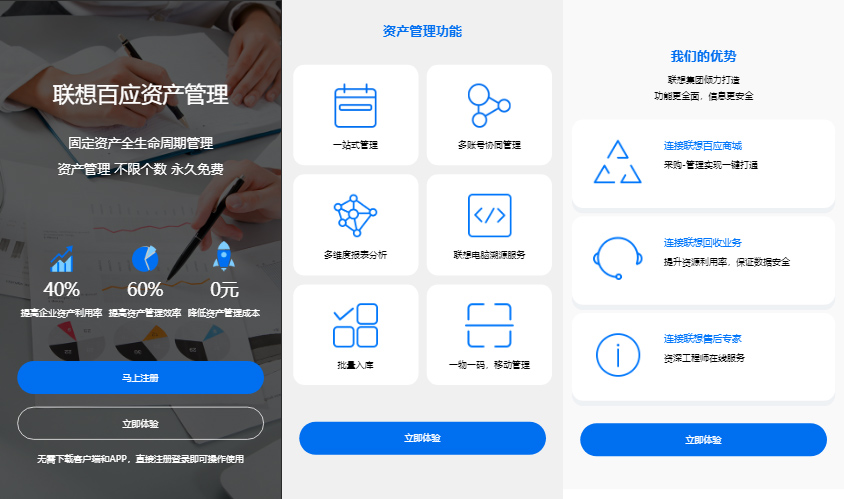 联想百应资产管理
固定资产全生命周期管理
资产管理 不限个数 永久免费
40%
60%
0元
提高企业资产利用率
提高资产管理效率
降低资产管理成本
马上注册
立即体验
无需下载客户端和APP，直接注册登录即可操作使用
资产管理功能
一站式管理
多账号协同管理
多维度报表分析
联想电脑溯源服务
批量入库
一物一码，移动管理
立即体验
我们的优势
联想集团倾力打造
功能更全面，信息更安全
连接联想百应商城
采购-管理实现一键打通
连接联想回收业务
提升资源利用率，保证数据安全
连接联想售后专家
资深工程师在线服务
立即体验